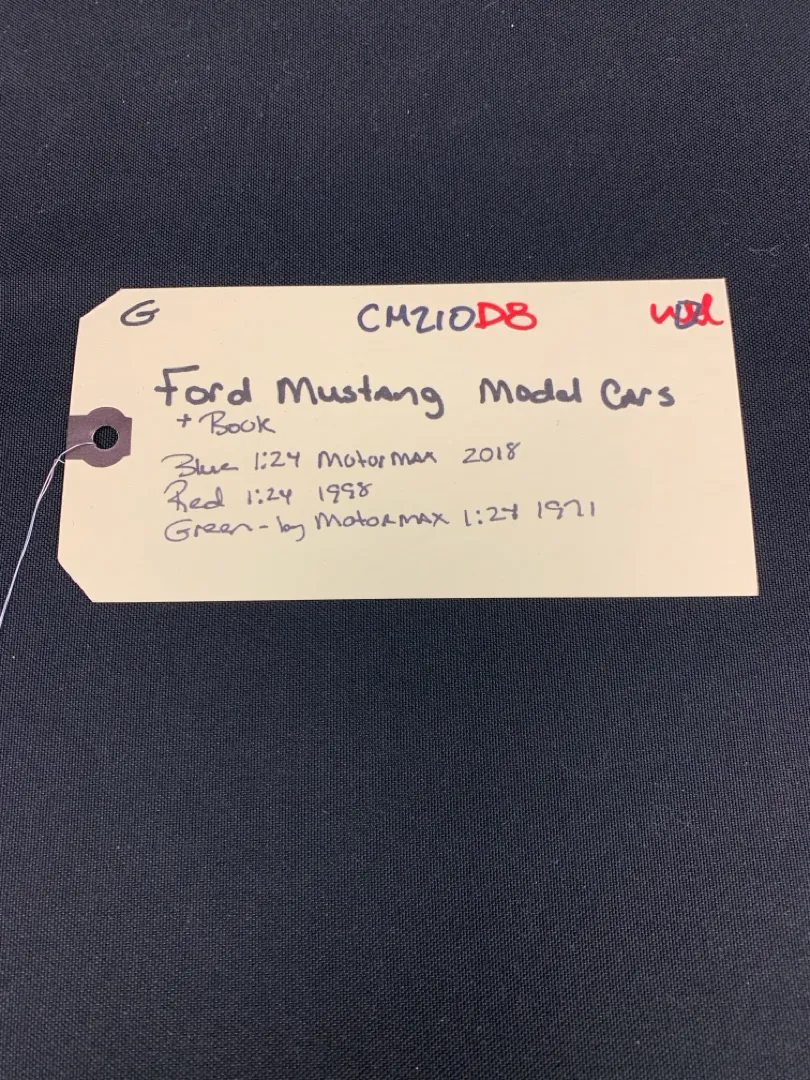 G CM210D8
Ford Mustang Model Cars
+ Book
Blue 1:24 Motormax 2018
Red 1:24 1998
Green - by Motormax 1:24 1971